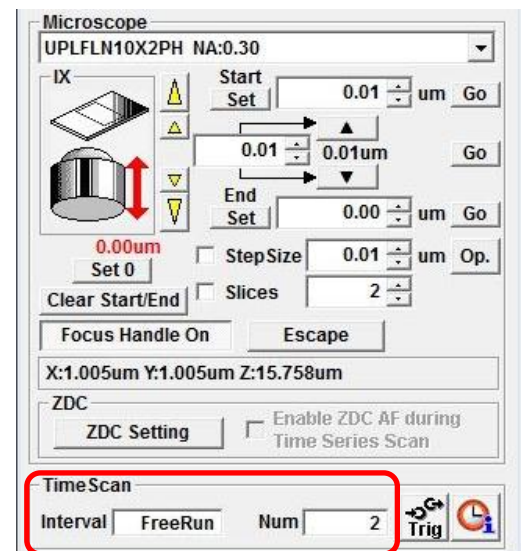 Microscope
UPLFLN10X2PH NA:0.30
IX
Start
Set 0.01 um Go
0.01 0.01um Go
End
Set 0.00 um Go
0.00um
StepSize 0.01 um Op.
Set 0
Slices 2
Clear Start/End
Focus Handle On Escape
X:1.005um Y:1.005um Z:15.758um
ZDC
ZDC Setting Enable ZDC AF during
Time Series Scan
TimeScan
Interval FreeRun Num 2 Trig